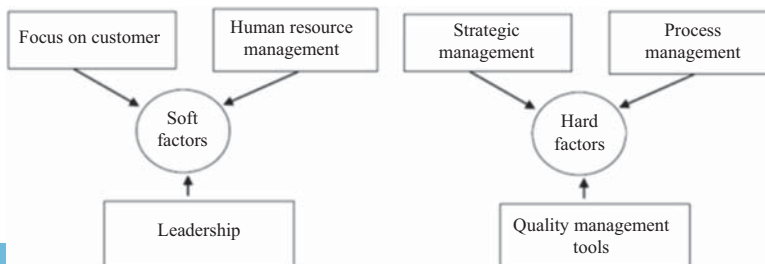 Focus on customer
Human resource
management
Strategic
management
Process
management
Soft
factors
Hard
factors
Leadership
Quality management
tools